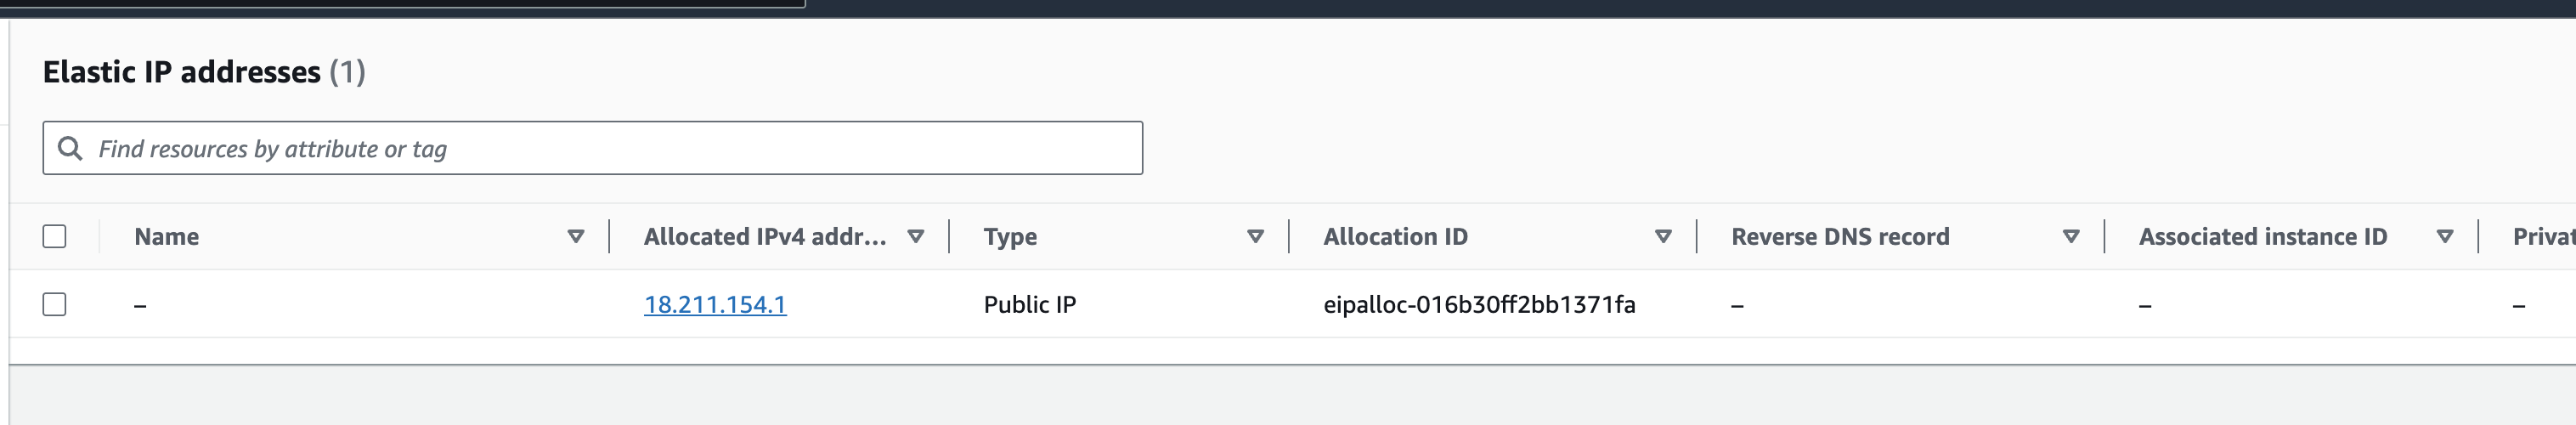 Elastic IP addresses (1)
Find resources by attribute or tag
Name Allocated IPv4 addr... Type Allocation ID Reverse DNS record Associated instance ID Privat
– 18.211.154.1 Public IP eipalloc-016b30ff2bb1371fa – – –